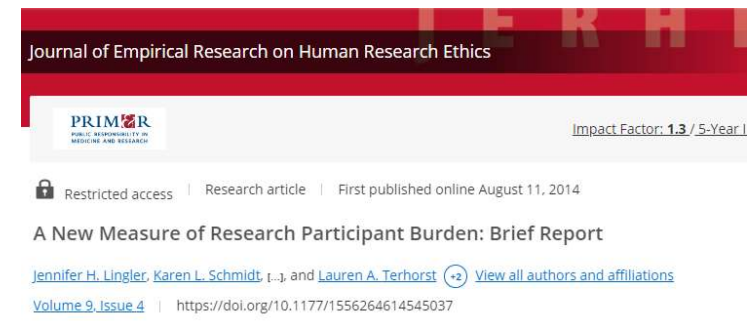 J E R H
Journal of Empirical Research on Human Research Ethics
PRIM&R
PUBLIC RESPONSIBILITY IN
MEDICINE AND RESEARCH
Impact Factor: 1.3 / 5-Year I
Restricted access | Research article | First published online August 11, 2014
A New Measure of Research Participant Burden: Brief Report
Jennifer H. Lingler, Karen L. Schmidt, [...], and Lauren A. Terhorst +2 View all authors and affiliations
Volume 9, Issue 4 | https://doi.org/10.1177/1556264614545037